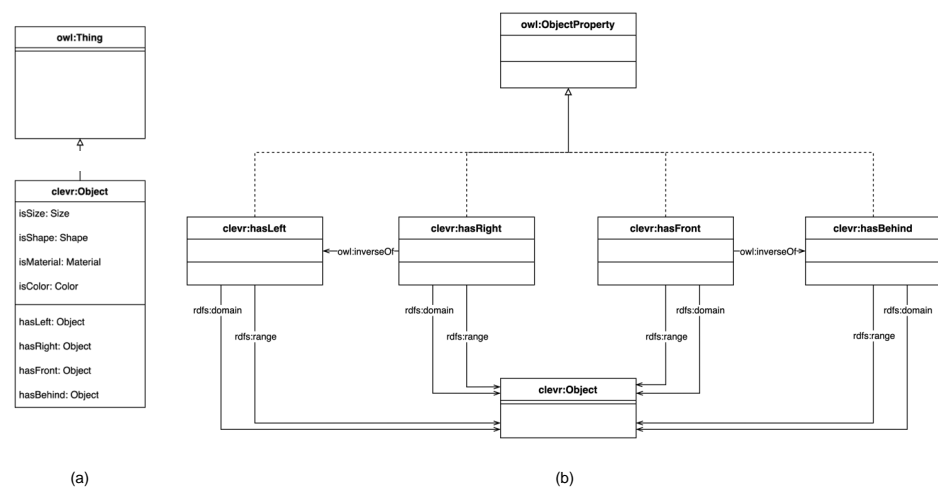 owl:Thing
clevr:Object
isSize: Size
isShape: Shape
isMaterial: Material
isColor: Color
hasLeft: Object
hasRight: Object
hasFront: Object
hasBehind: Object
(a)
owl:ObjectProperty
clevr:hasLeft
clevr:hasRight
clevr:hasFront
clevr:hasBehind
owl:inverseOf
owl:inverseOf
rdfs:domain
rdfs:domain
rdfs:domain
rdfs:domain
rdfs:range
rdfs:range
rdfs:range
rdfs:range
clevr:Object
(b)